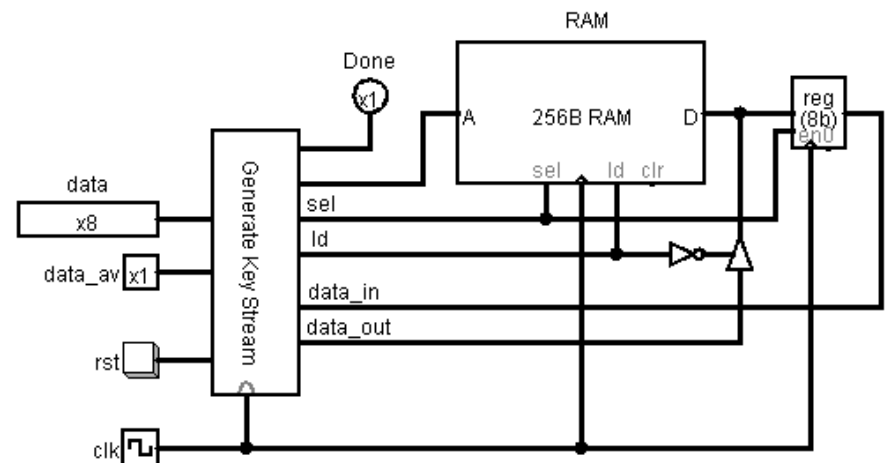 RAM
Done
x1
reg
(8b)
en0
A
256B RAM
D
sel
ld
clr
Generate Key Stream
data
x8
sel
ld
data_av
x1
data_in
data_out
rst
clk